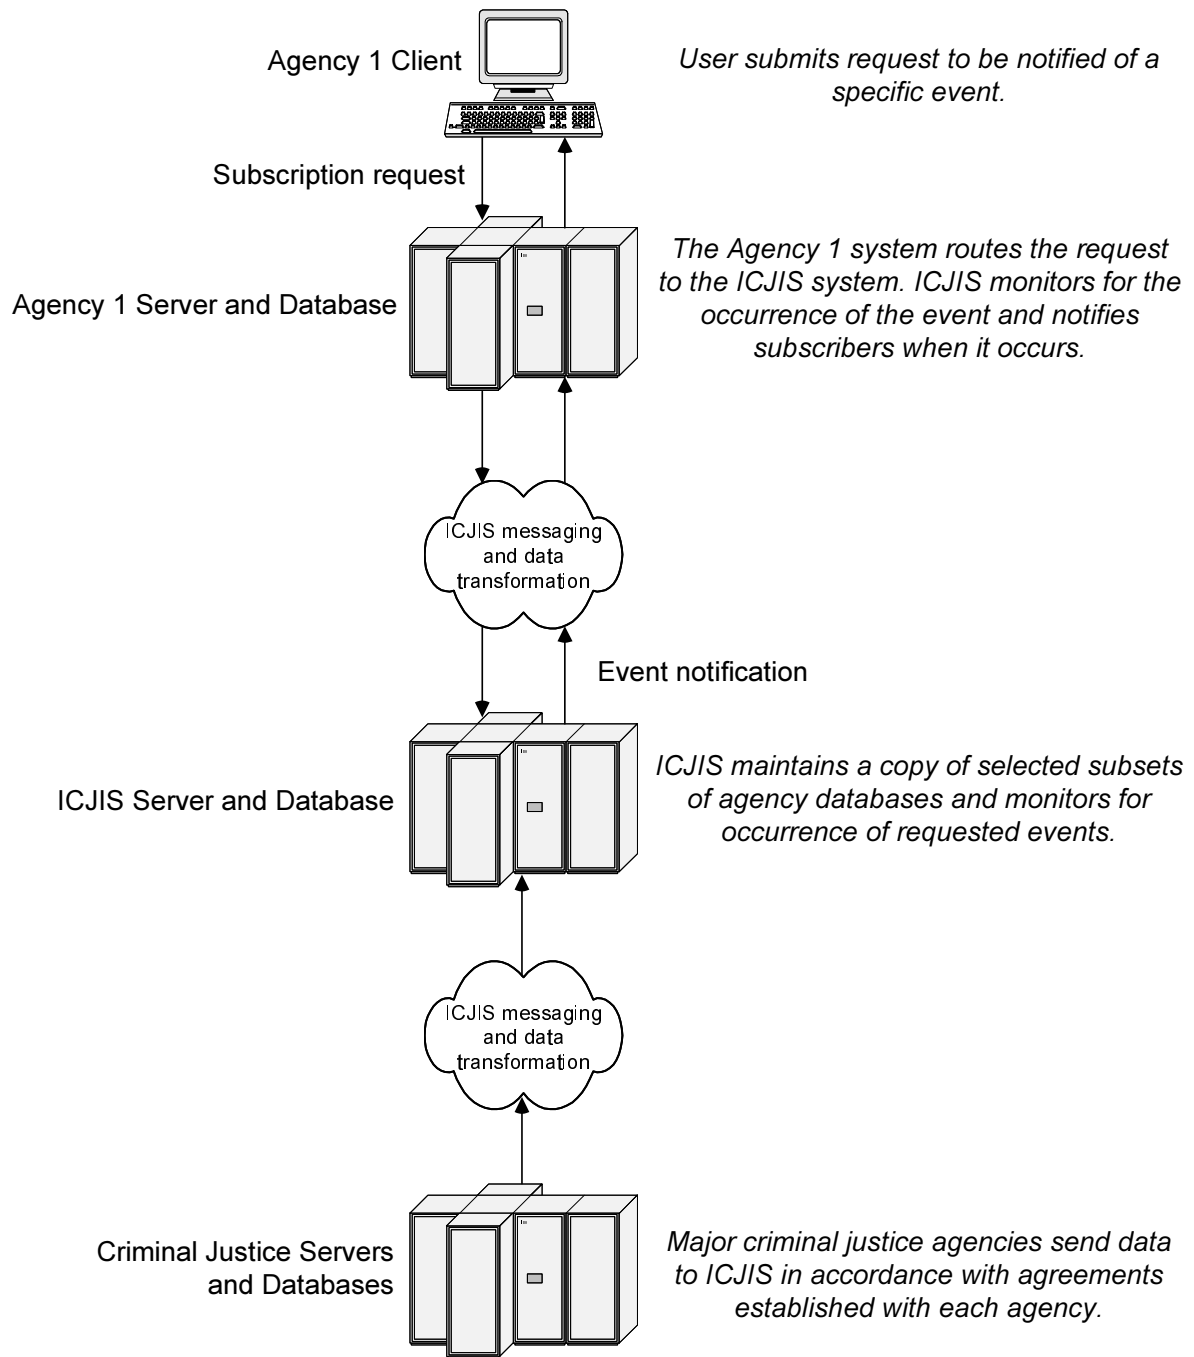 Agency 1 Client
User submits request to be notified of a
specific event.
Subscription request
The Agency 1 system routes the request
to the ICJIS system. ICJIS monitors for the
occurrence of the event and notifies
subscribers when it occurs.
Agency 1 Server and Database
ICJIS messaging
and data
transformation
Event notification
ICJIS Server and Database
ICJIS maintains a copy of selected subsets
of agency databases and monitors for
occurrence of requested events.
ICJIS messaging
and data
transformation
Criminal Justice Servers
and Databases
Major criminal justice agencies send data
to ICJIS in accordance with agreements
established with each agency.